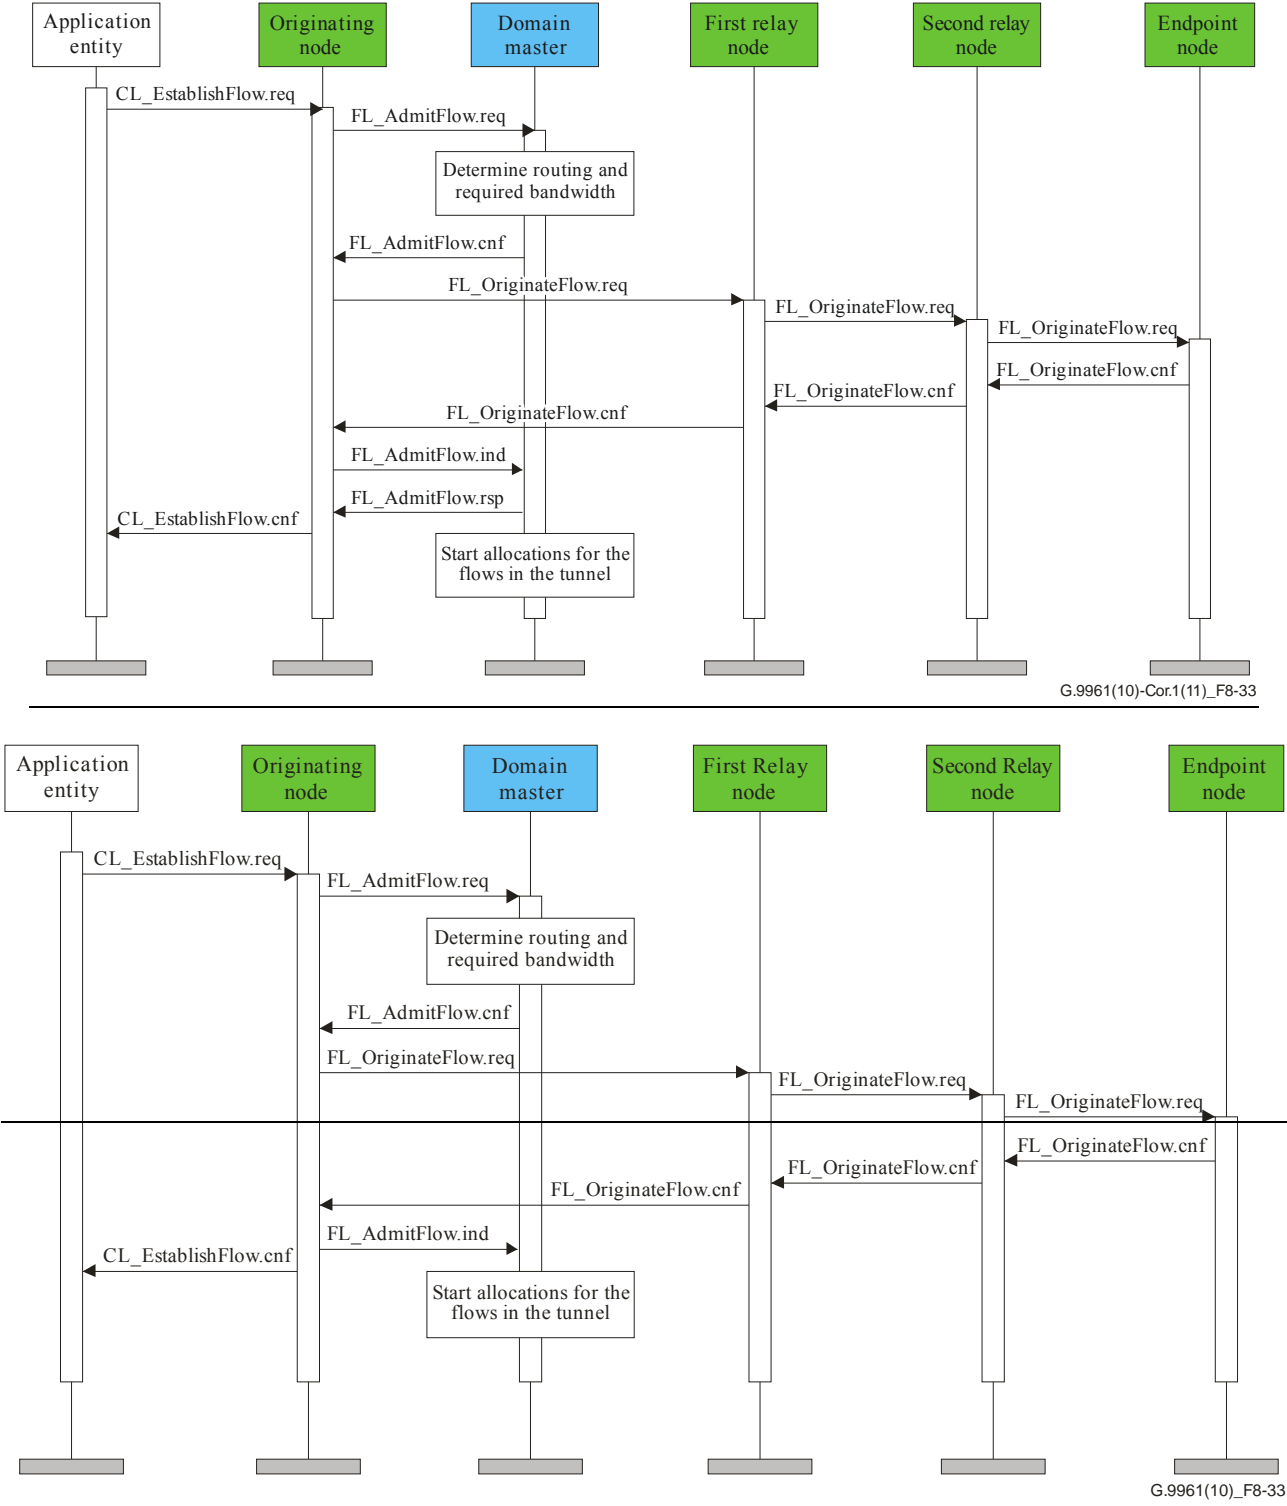 Application
entity
Originating
node
Domain
master
First relay
node
Second relay
node
Endpoint
node
CL_EstablishFlow.req
FL_AdmitFlow.req
Determine routing and
required bandwidth
FL_AdmitFlow.cnf
FL_OriginateFlow.req
FL_OriginateFlow.req
FL_OriginateFlow.req
FL_OriginateFlow.cnf
FL_OriginateFlow.cnf
FL_OriginateFlow.cnf
FL_AdmitFlow.ind
FL_AdmitFlow.rsp
CL_EstablishFlow.cnf
Start allocations for the
flows in the tunnel
G.9961(10)-Cor.1(11)_F8-33
Application
entity
Originating
node
Domain
master
First Relay
node
Second Relay
node
Endpoint
node
CL_EstablishFlow.req
FL_AdmitFlow.req
Determine routing and
required bandwidth
FL_AdmitFlow.cnf
FL_OriginateFlow.req
FL_OriginateFlow.req
FL_OriginateFlow.req
FL_OriginateFlow.cnf
FL_OriginateFlow.cnf
FL_OriginateFlow.cnf
FL_AdmitFlow.ind
CL_EstablishFlow.cnf
Start allocations for the
flows in the tunnel
G.9961(10)_F8-33